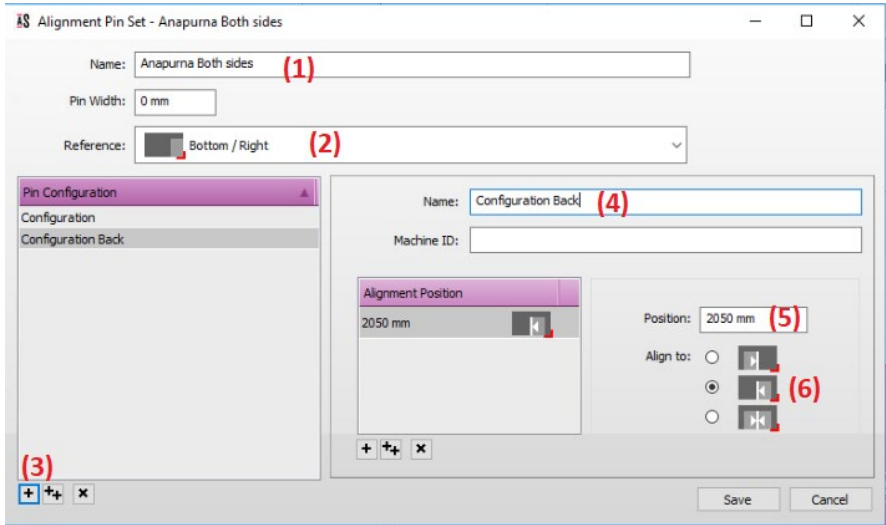 AS Alignment Pin Set - Anapurna Both sides
Name: Anapurna Both sides (1)
Pin Width: 0 mm
Reference: Bottom / Right (2)
Pin Configuration
Configuration
Configuration Back
(3)
Name: Configuration Back (4)
Machine ID:
Alignment Position
2050 mm
Position: 2050 mm (5)
Align to:
(6)
Save Cancel